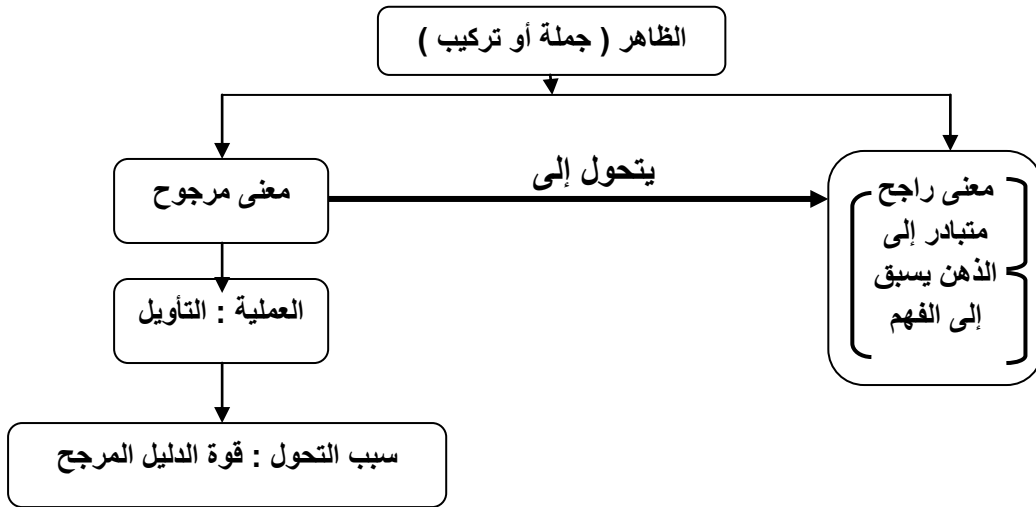 الظاهر ( جملة أو تركيب )
يتحول إلى
معنى راجح
متبادر إلى
الذهن يسبق
إلى الفهم
معنى مرجوح
العملية : التأويل
سبب التحول : قوة الدليل المرجح